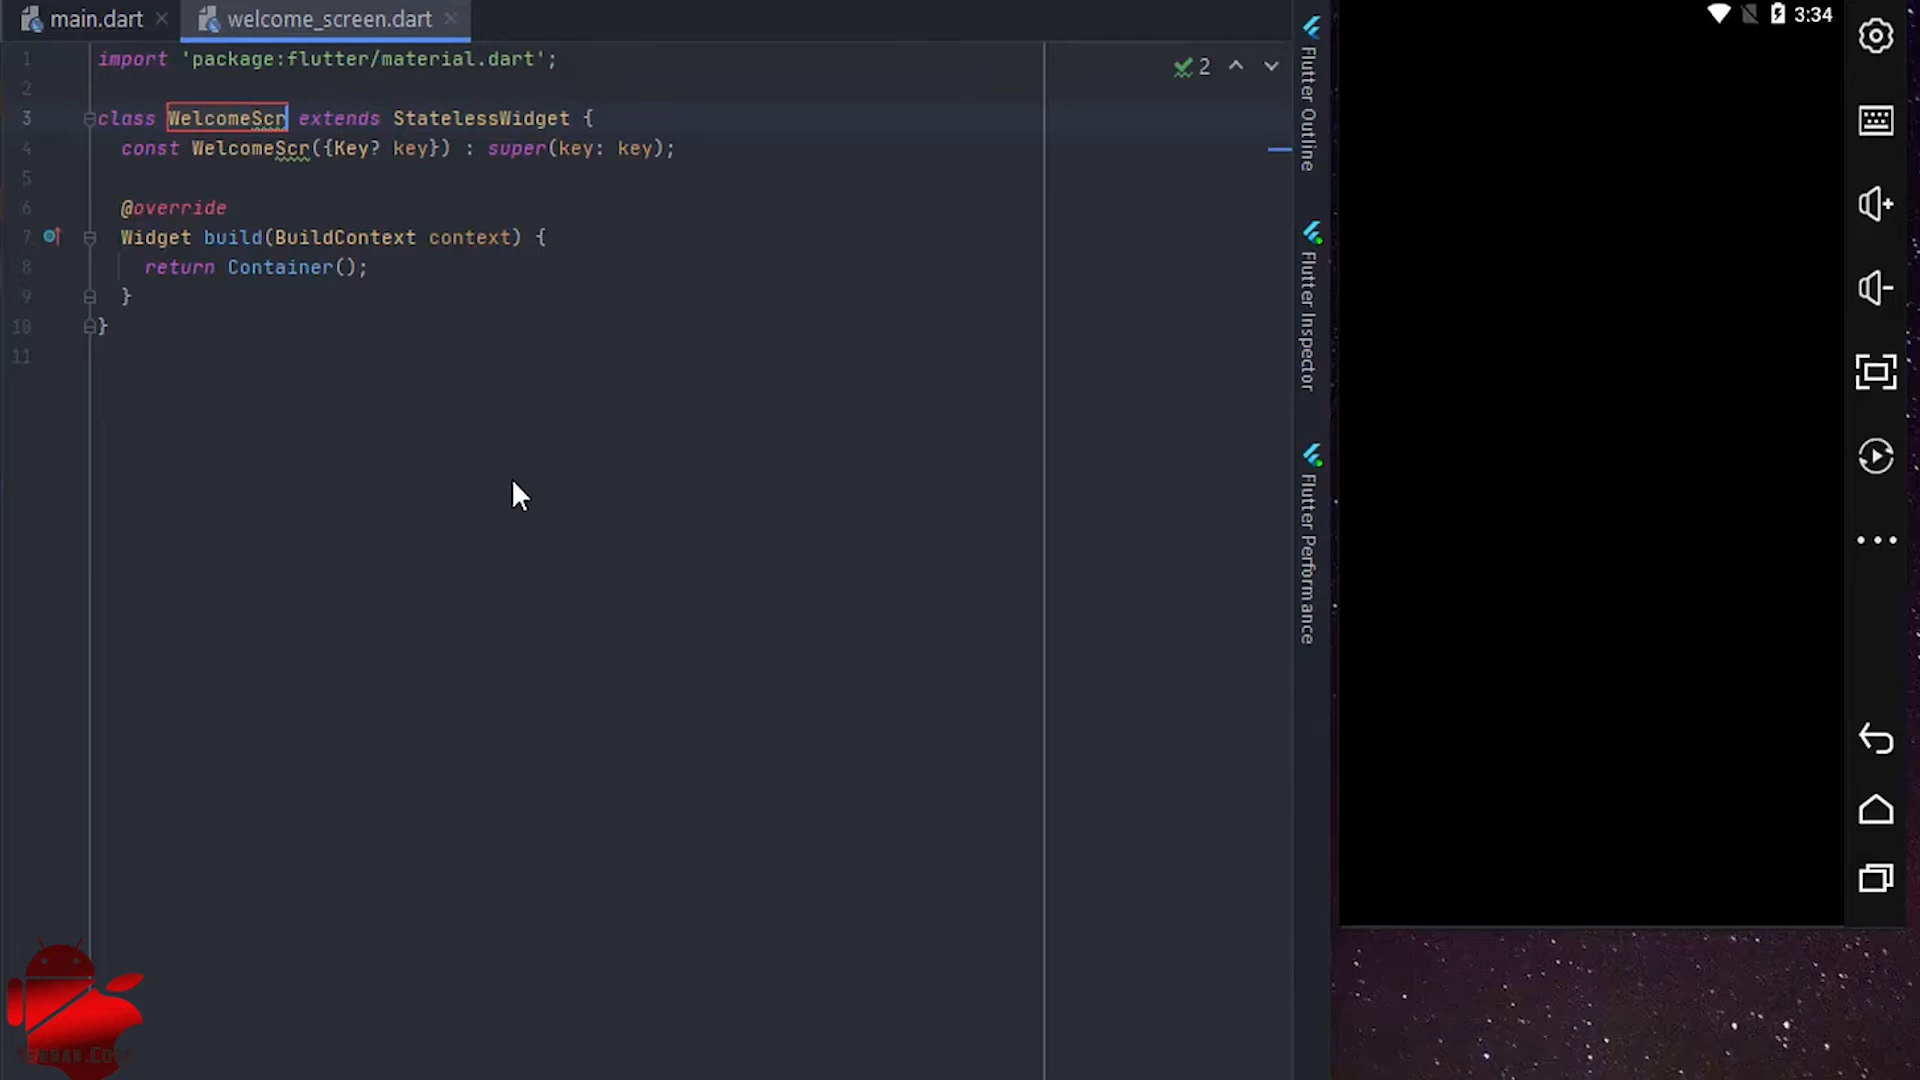 main.dart
welcome_screen.dart
3:34
1 import 'package:flutter/material.dart';
2
3 class WelcomeScr extends StatelessWidget {
4 const WelcomeScr({Key? key}) : super(key: key);
5
6 @override
7 Widget build(BuildContext context) {
8 return Container();
9 }
10 }
11
2
Flutter Outline
Flutter Inspector
Flutter Performance